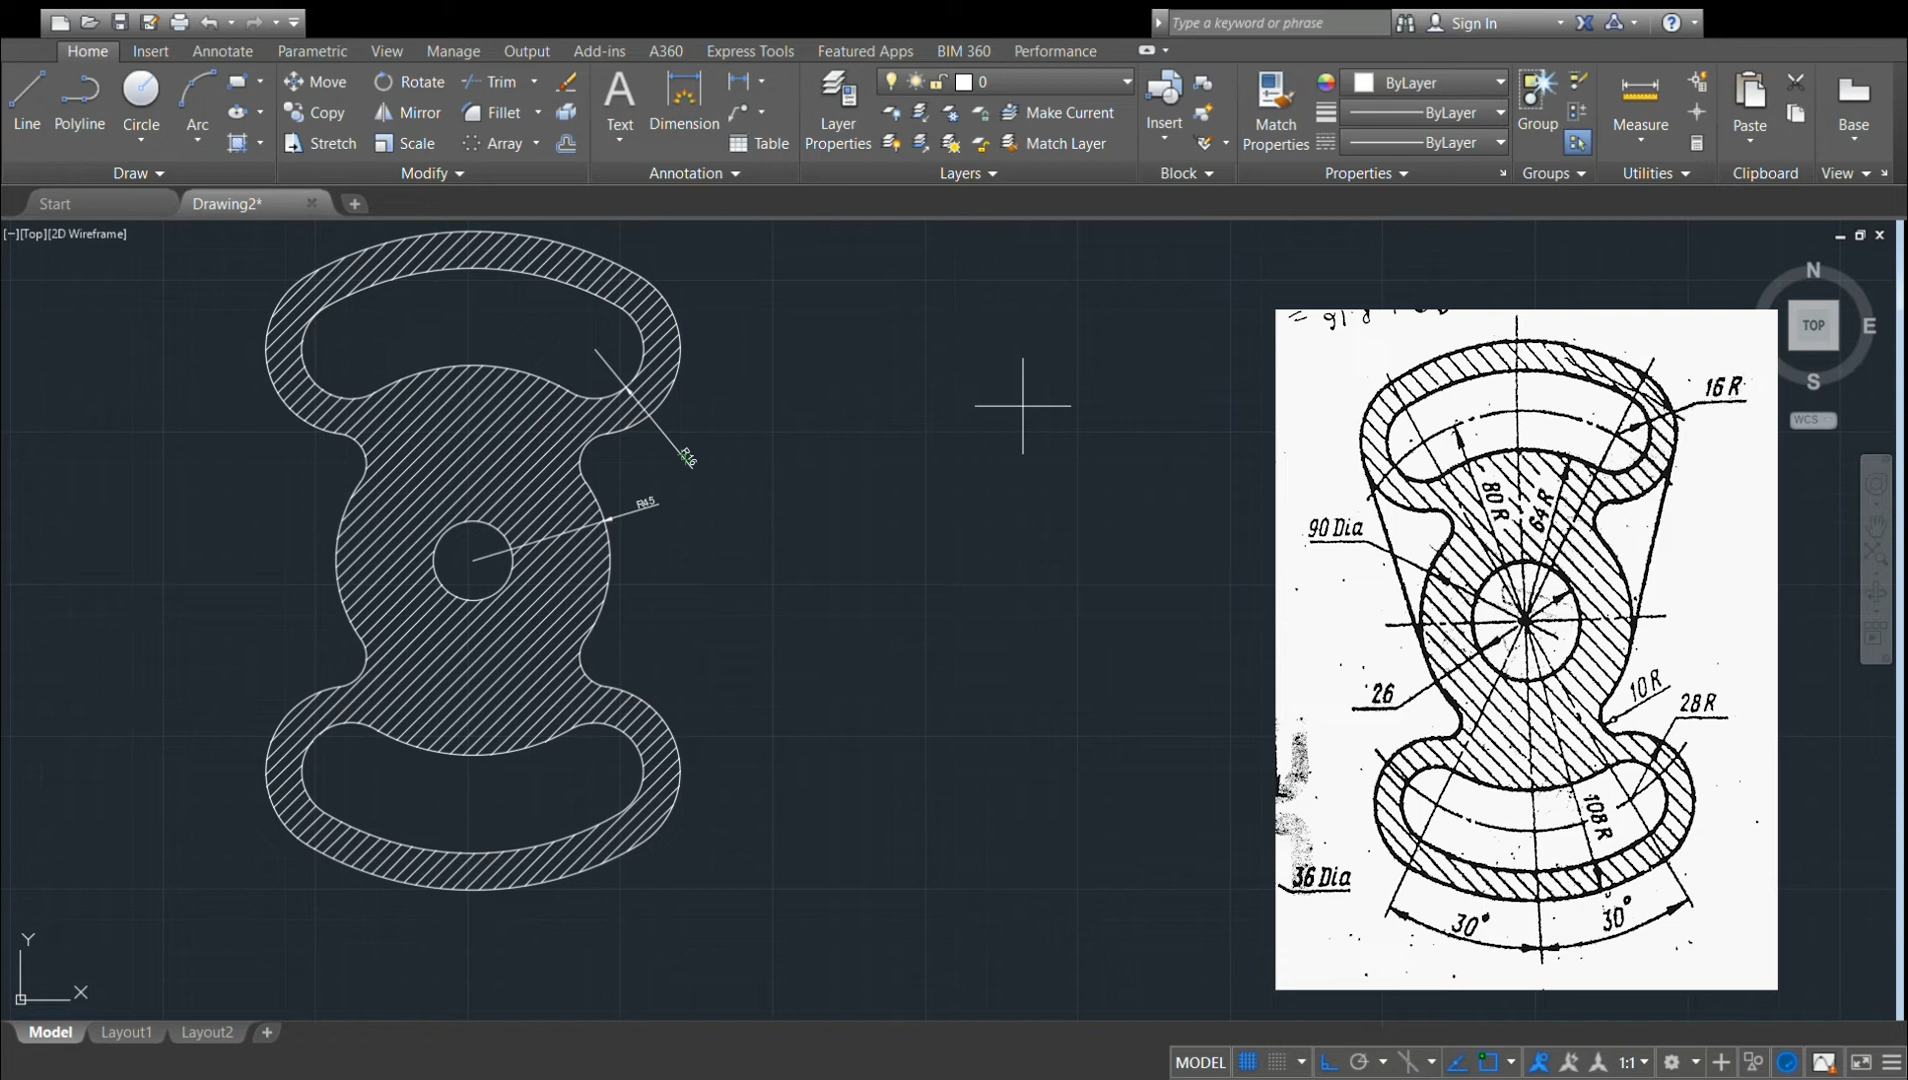 Type a keyword or phrase
Sign In
Home Insert Annotate Parametric View Manage Output Add-ins A360 Express Tools Featured Apps BIM 360 Performance
Line
Polyline
Circle
Arc
Move
Rotate
Trim
Copy
Mirror
Fillet
Stretch
Scale
Array
Text
Dimension
Table
Layer
Properties
0
Make Current
Match Layer
Insert
Match
Properties
ByLayer
ByLayer
ByLayer
Group
Measure
Paste
Base
Draw
Modify
Annotation
Layers
Block
Properties
Groups
Utilities
Clipboard
View
Start
Drawing2*
[−][Top][2D Wireframe]
R16
R45
16 R
80 R
64 R
90 Dia
26
10 R
28 R
108 R
36 Dia
30°
30°
N
TOP
E
S
WCS
Y
X
Model
Layout1
Layout2
MODEL
1:1